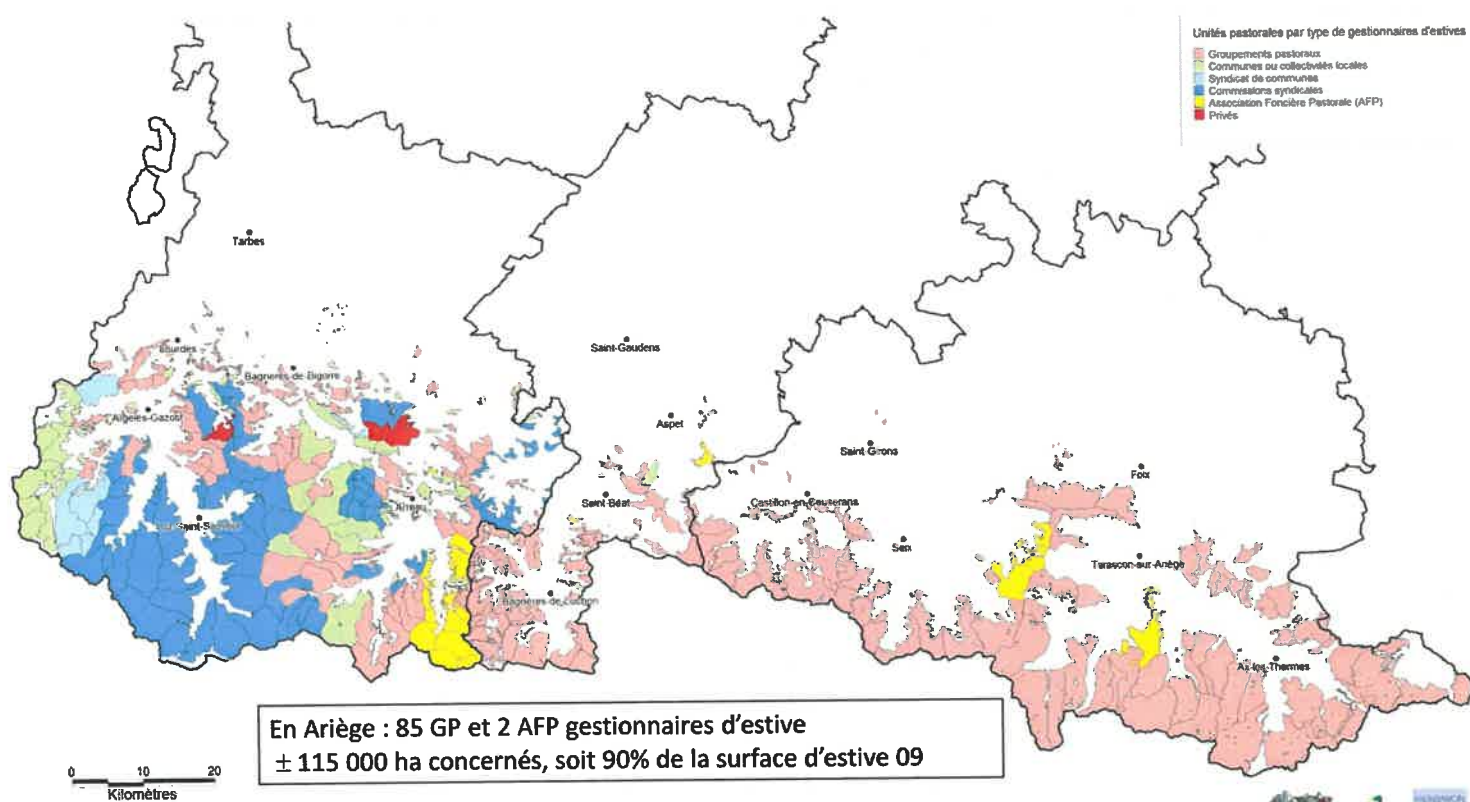 Unités pastorales par type de gestionnaires d'estives
Groupements pastoraux
Communes ou collectivités locales
Syndicat de communes
Commissions syndicales
Association Foncière Pastorale (AFP)
Privés
Tarbes
Lourdes
Saint-Gaudens
Bagnères-de-Bigorre
Argelès-Gazost
Aspet
Saint-Girons
Foix
Saint-Béat
Castillon-en-Couserans
Arreau
Saint-Sauveur
Seix
Tarascon-sur-Ariège
Bagnères-de-Luchon
Ax-les-Thermes
En Ariège : 85 GP et 2 AFP gestionnaires d'estive
± 115 000 ha concernés, soit 90% de la surface d'estive 09
0 10 20
Kilomètres